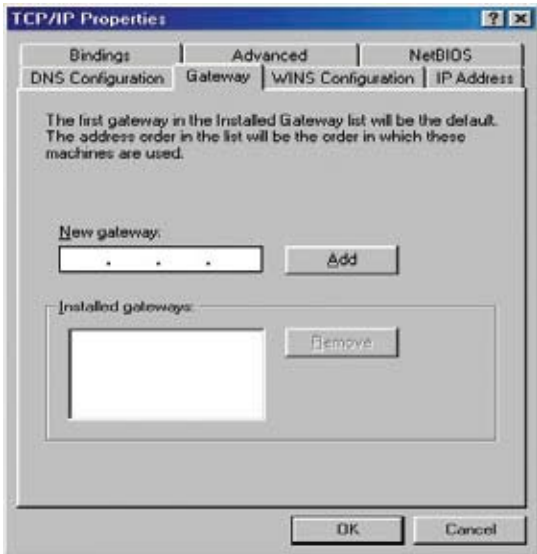 TCP/IP Properties
? ×
Bindings Advanced NetBIOS
DNS Configuration Gateway WINS Configuration IP Address
The first gateway in the Installed Gateway list will be the default.
The address order in the list will be the order in which these
machines are used.
New gateway:
. . .
Add
Installed gateways:
Remove
OK Cancel